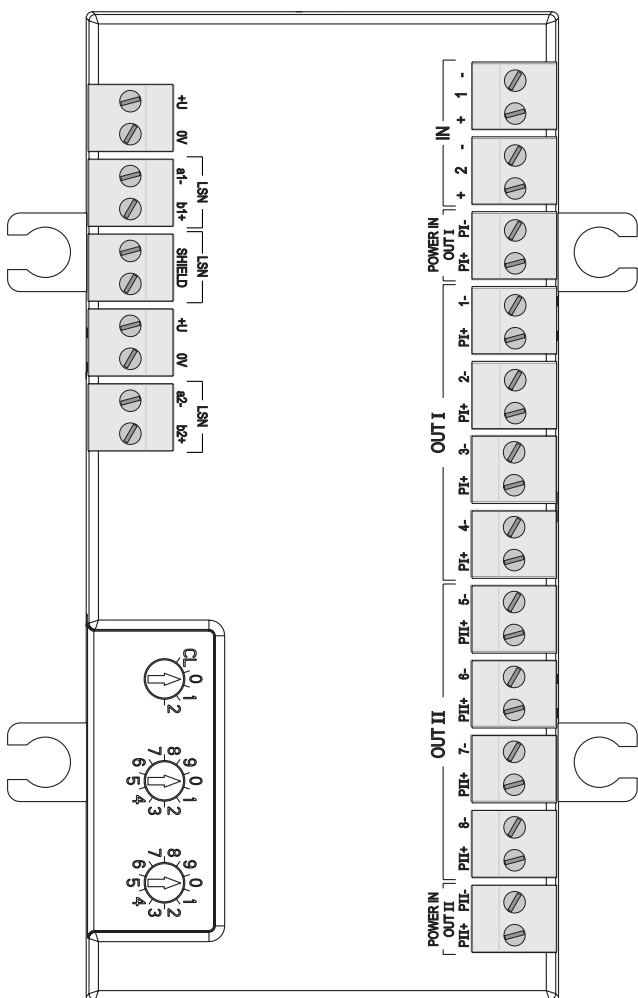 +U
0V
a1-
b1+
LSN
SHIELD
LSN
+U
0V
a2-
b2+
LSN
CL
0
1
2
0
1
2
3
4
5
6
7
8
9
0
1
2
3
4
5
6
7
8
9
IN
+ 1 -
+ 2 -
POWER IN
OUT I
PI+ PI-
OUT I
PI+ 1-
PI+ 2-
PI+ 3-
PI+ 4-
OUT II
PII+ 5-
PII+ 6-
PII+ 7-
PII+ 8-
POWER IN
OUT II
PII+ PII-